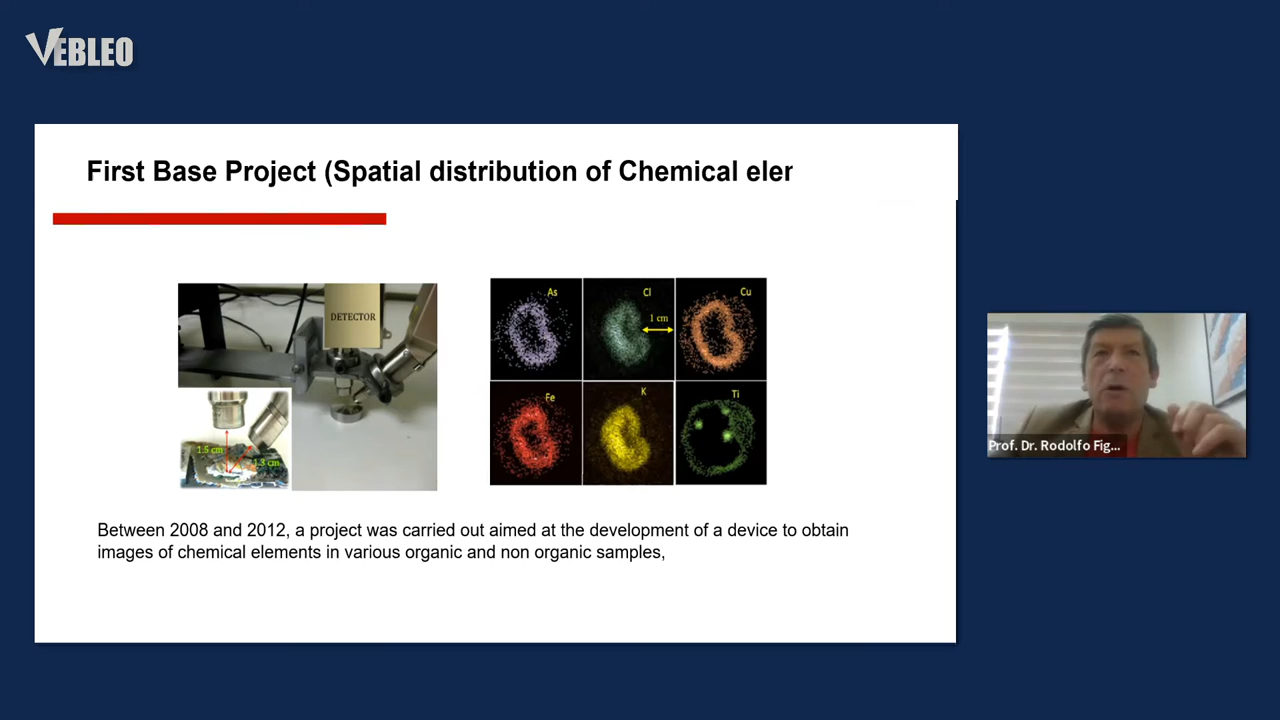 VEBLEO
First Base Project (Spatial distribution of Chemical eler
DETECTOR
1.5 cm
1.3 cm
As
Cl
1 cm
Cu
Fe
K
Ti
Between 2008 and 2012, a project was carried out aimed at the development of a device to obtain
images of chemical elements in various organic and non organic samples,
Prof. Dr. Rodolfo Fig...